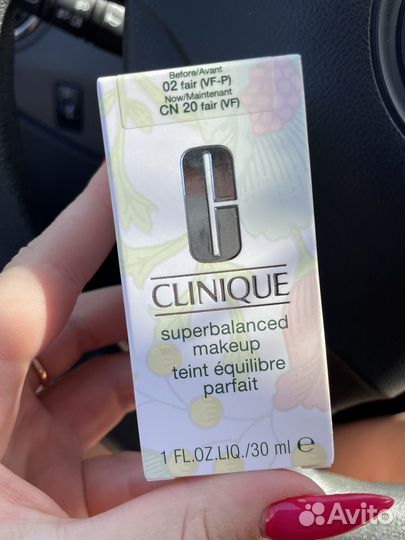 Before/Avant
02 fair (VF-P)
Now/Maintenant
CN 20 fair (VF)
C
CLINIQUE
superbalanced
makeup
teint équilibre
parfait
1 FL.OZ.LIQ./30 ml e
Avito